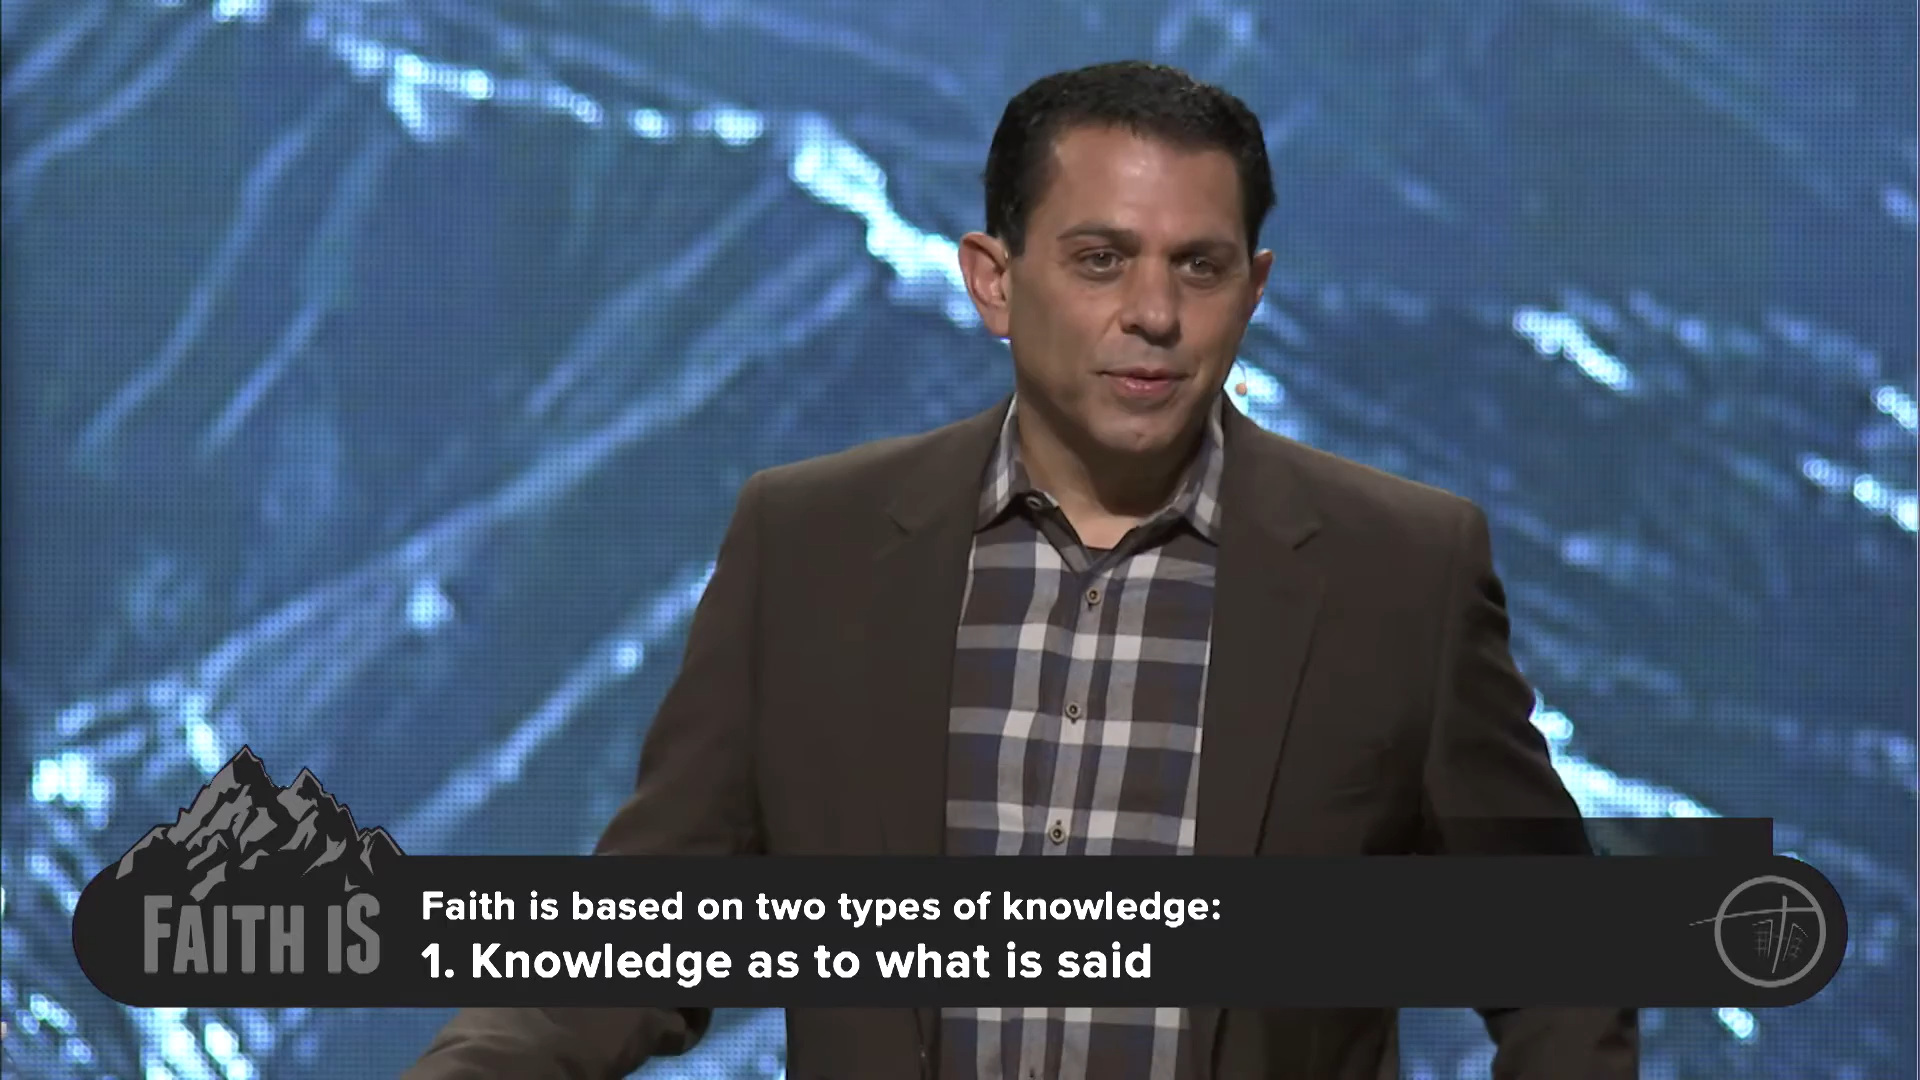 FAITH IS
Faith is based on two types of knowledge:
1. Knowledge as to what is said